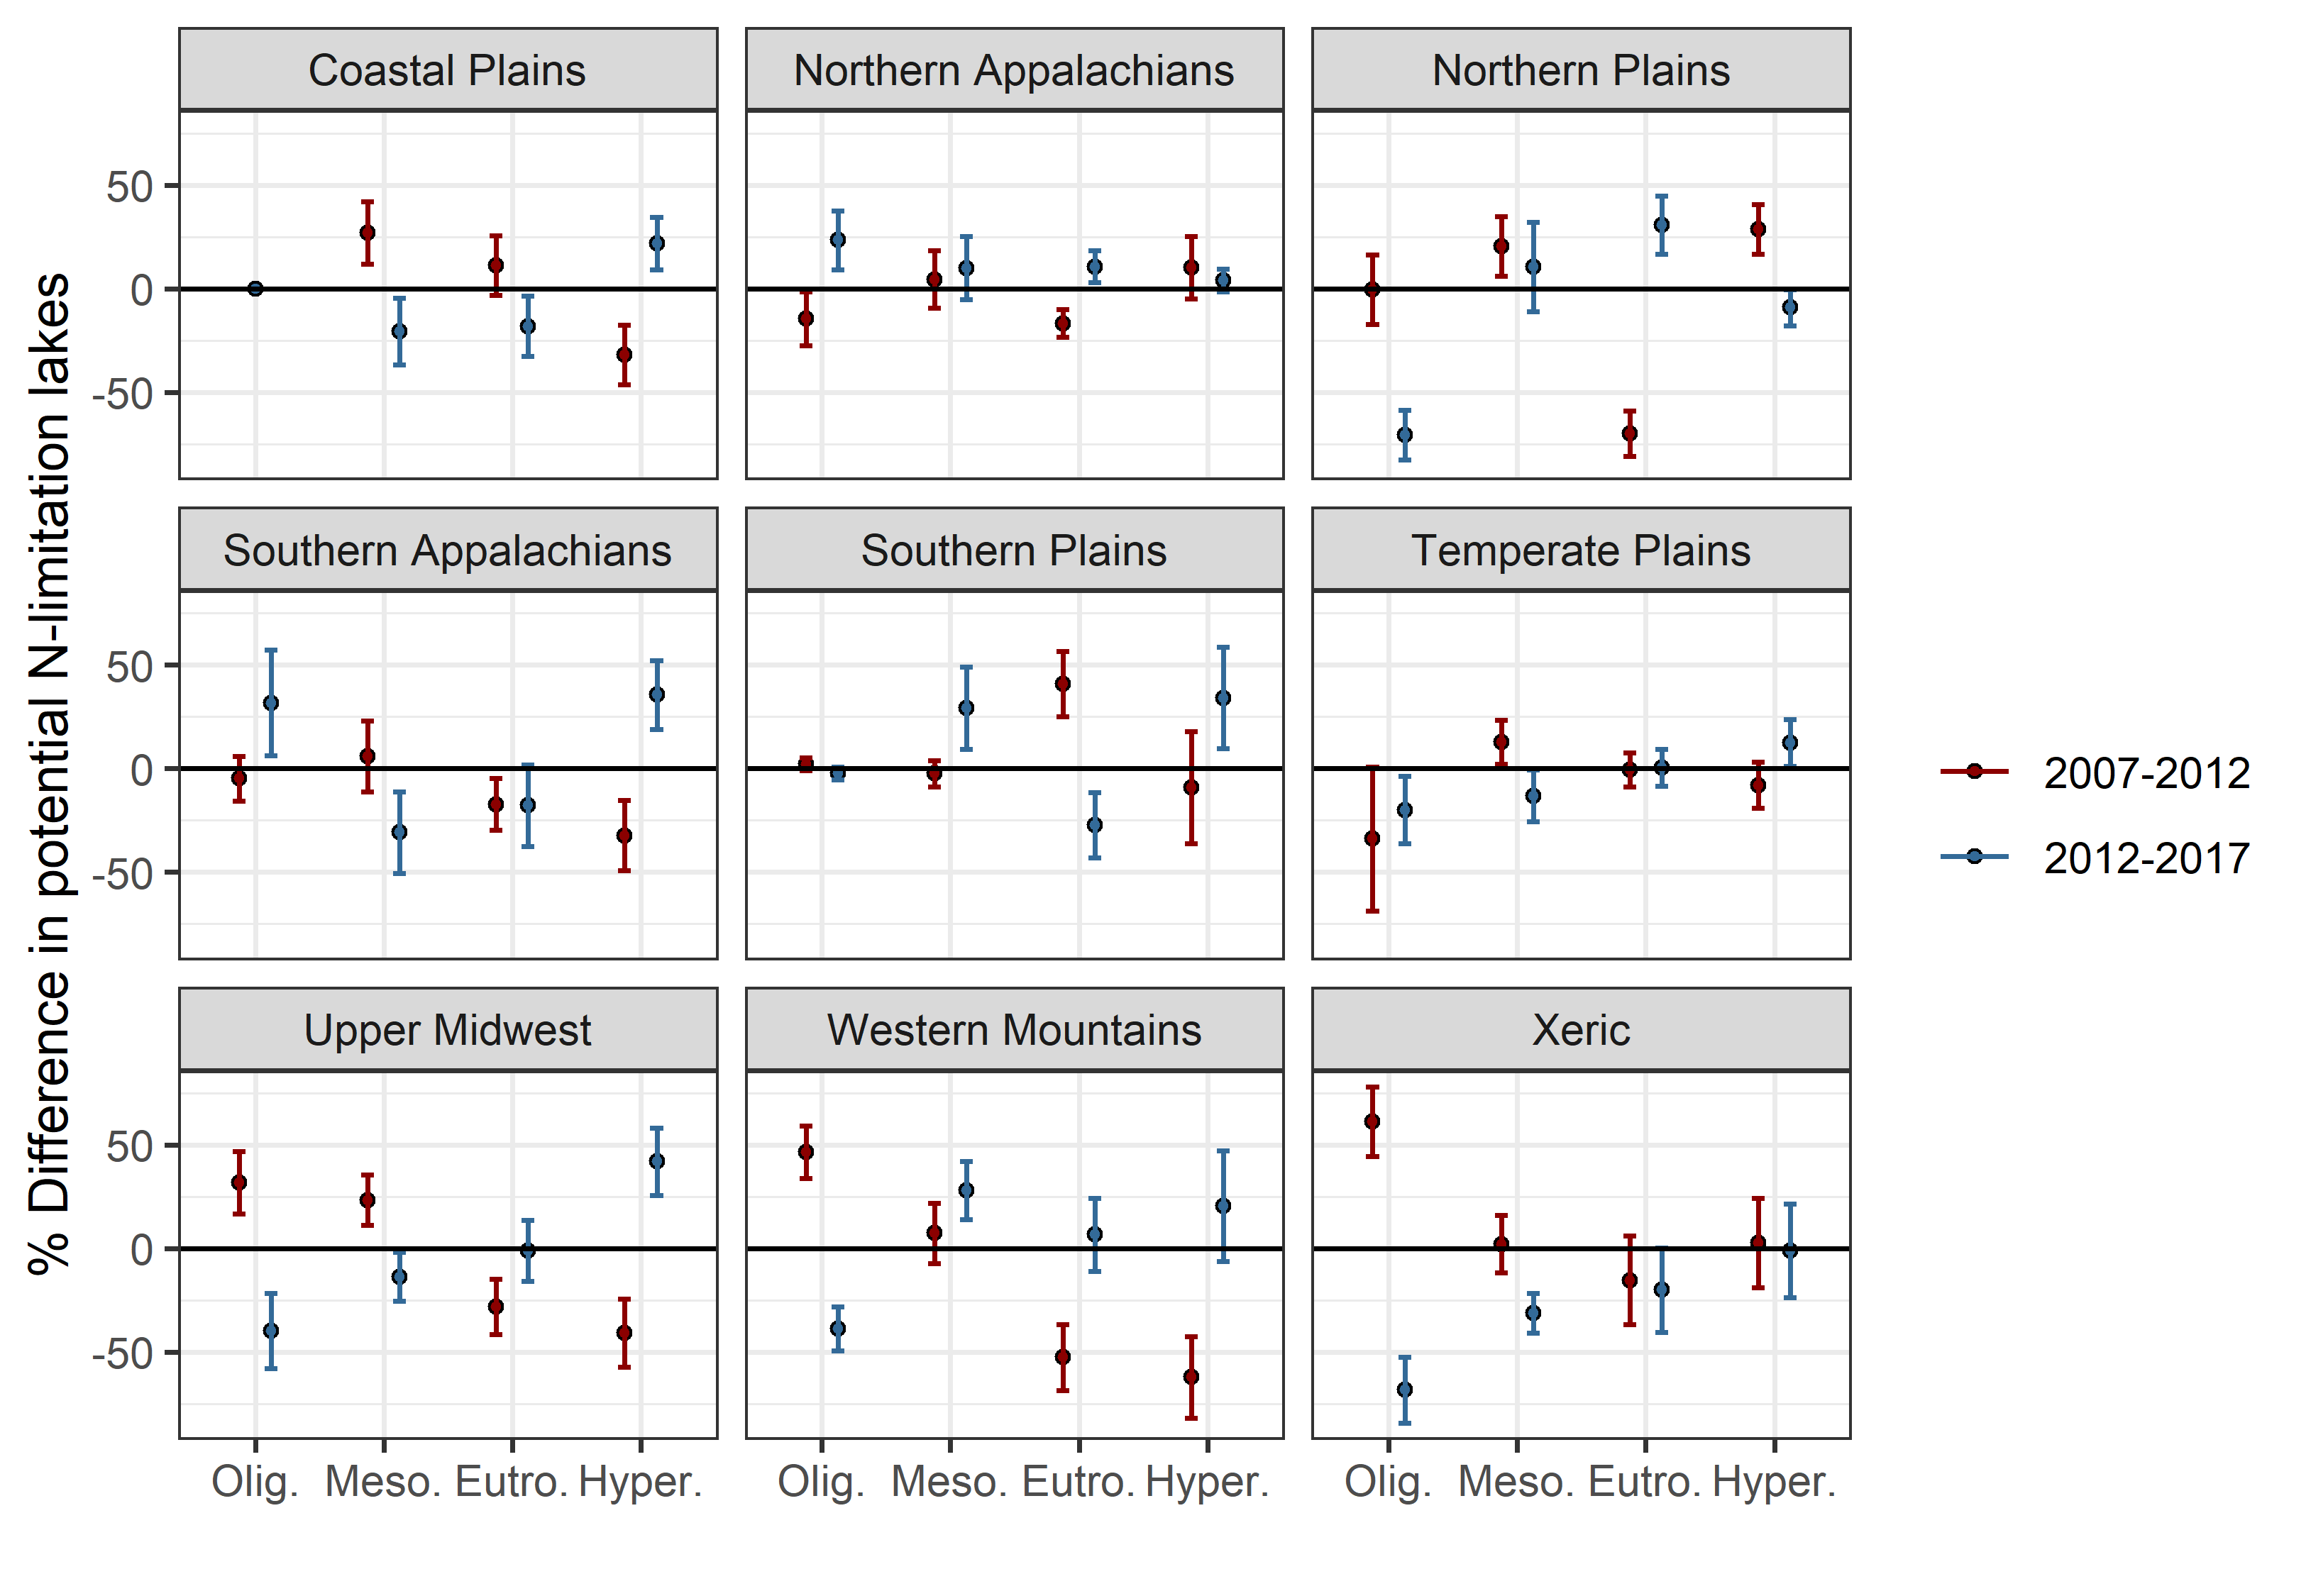 % Difference in potential N-limitation lakes
Coastal Plains
Northern Appalachians
Northern Plains
50
0
-50
Southern Appalachians
Southern Plains
Temperate Plains
50
0
-50
Upper Midwest
Western Mountains
Xeric
50
0
-50
Olig. Meso. Eutro. Hyper.
Olig. Meso. Eutro. Hyper.
Olig. Meso. Eutro. Hyper.
2007-2012
2012-2017